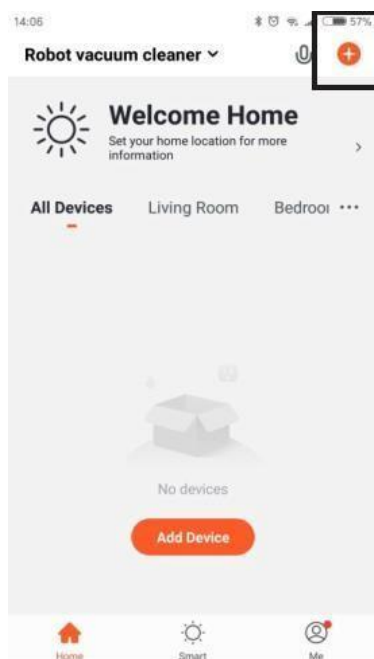 14:06
57%
Robot vacuum cleaner
Welcome Home
Set your home location for more
information
All Devices
Living Room
Bedroo
No devices
Add Device
Home
Smart
Me